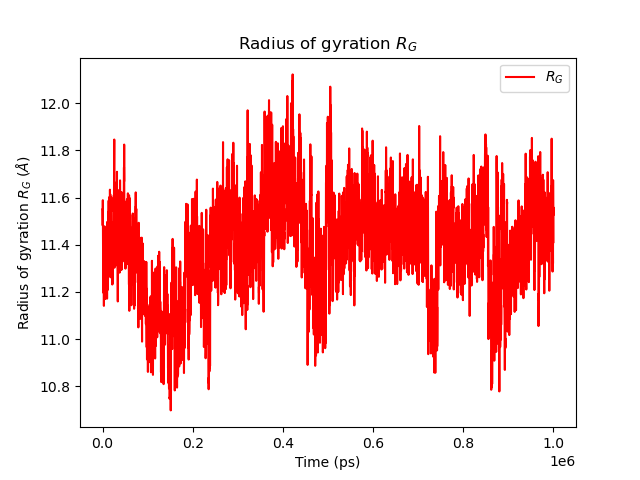 Radius of gyration $R_G$
$R_G$
12.0
11.8
11.6
11.4
11.2
11.0
10.8
Radius of gyration $R_G$ (Å)
0.0 0.2 0.4 0.6 0.8 1.0
1e6
Time (ps)